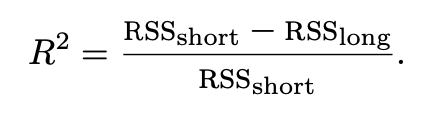 R² = (RSS_short − RSS_long) / RSS_short.